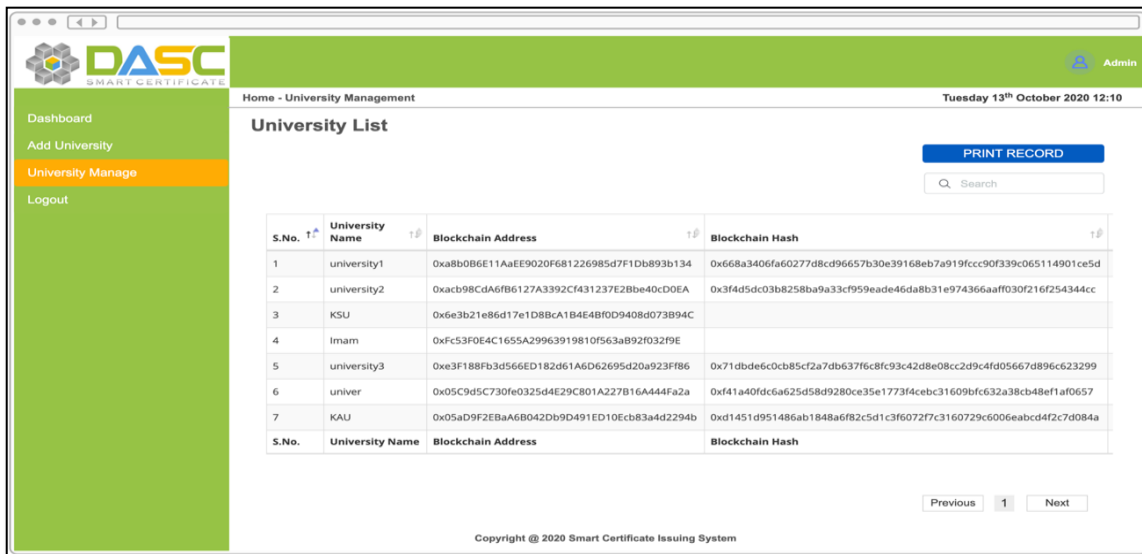 DASC
SMART CERTIFICATE
Admin
Home - University Management
Tuesday 13th October 2020 12:10
Dashboard
Add University
University Manage
Logout
University List
PRINT RECORD
Search
S.No. University Name Blockchain Address Blockchain Hash
1 university1 0xa8b0B6E11AaEE9020F681226985d7F1Db893b134 0x668a3406fa60277d8cd96657b30e39168eb7a919fccc90f339c065114901ce5d
2 university2 0xacb98CdA6fB6127A3392Cf431237E2Bbe40cD0EA 0x3f4d5dc03b8258ba9a33cf959eade46da8b31e974366aaff030f216f254344cc
3 KSU 0x6e3b21e86d17e1D8BcA1B4E4Bf0D9408d073B94C
4 Imam 0xFc53F0E4C1655A29963919810f563aB92f032f9E
5 university3 0xe3F188Fb3d566ED182d61A6D62695d20a923Ff86 0x71dbde6c0cb85cf2a7db637f6c8fc93c42d8e08cc2d9c4fd05667d896c623299
6 univer 0x05C9d5C730fe0325d4E29C801A227B16A444Fa2a 0xf41a40fdc6a625d58d9280ce35e1773f4cebc31609bfc632a38cb48ef1af0657
7 KAU 0x05aD9F2EBaA6B042Db9D491ED10Ecb83a4d2294b 0xd1451d951486ab1848a6f82c5d1c3f6072f7c3160729c6006eabcd4f2c7d084a
S.No. University Name Blockchain Address Blockchain Hash
Previous 1 Next
Copyright @ 2020 Smart Certificate Issuing System